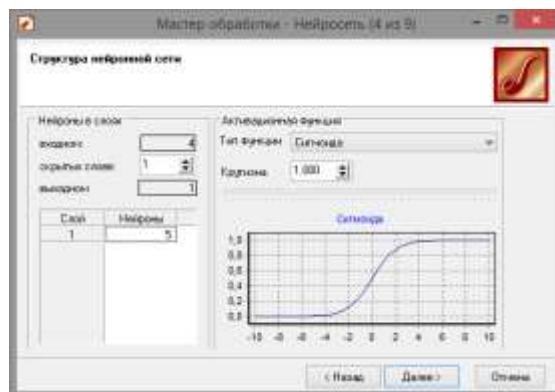 Мастер обработки - Нейросеть (4 из 9)
Структура нейронной сети
Нейроны в слоях
входном: 4
скрытых слоев: 1
выходном: 1
Слой Нейроны
1 5
Активационная функция
Тип функции Сигмоида
Крутизна: 1,000
Сигмоида
1,0
0,8
0,6
0,4
0,2
0,0
-10 -8 -6 -4 -2 0 2 4 6 8 10
< Назад Далее > Отмена